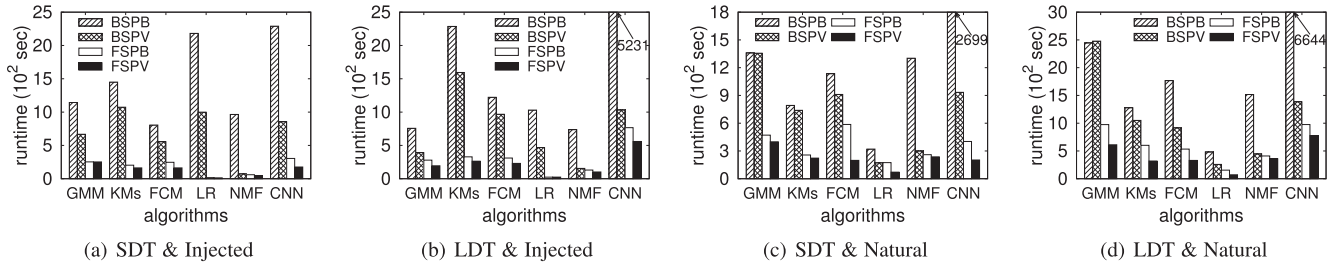 runtime (10² sec)
25
20
15
10
5
0
BSPB
BSPV
FSPB
FSPV
GMM KMs FCM LR NMF CNN
algorithms
(a) SDT & Injected
runtime (10² sec)
25
20
15
10
5
0
BSPB
BSPV
FSPB
FSPV
5231
GMM KMs FCM LR NMF CNN
algorithms
(b) LDT & Injected
runtime (10² sec)
18
15
12
9
6
3
0
BSPB FSPB
BSPV FSPV
2699
GMM KMs FCM LR NMF CNN
algorithms
(c) SDT & Natural
runtime (10² sec)
30
25
20
15
10
5
0
BSPB FSPB
BSPV FSPV
6644
GMM KMs FCM LR NMF CNN
algorithms
(d) LDT & Natural